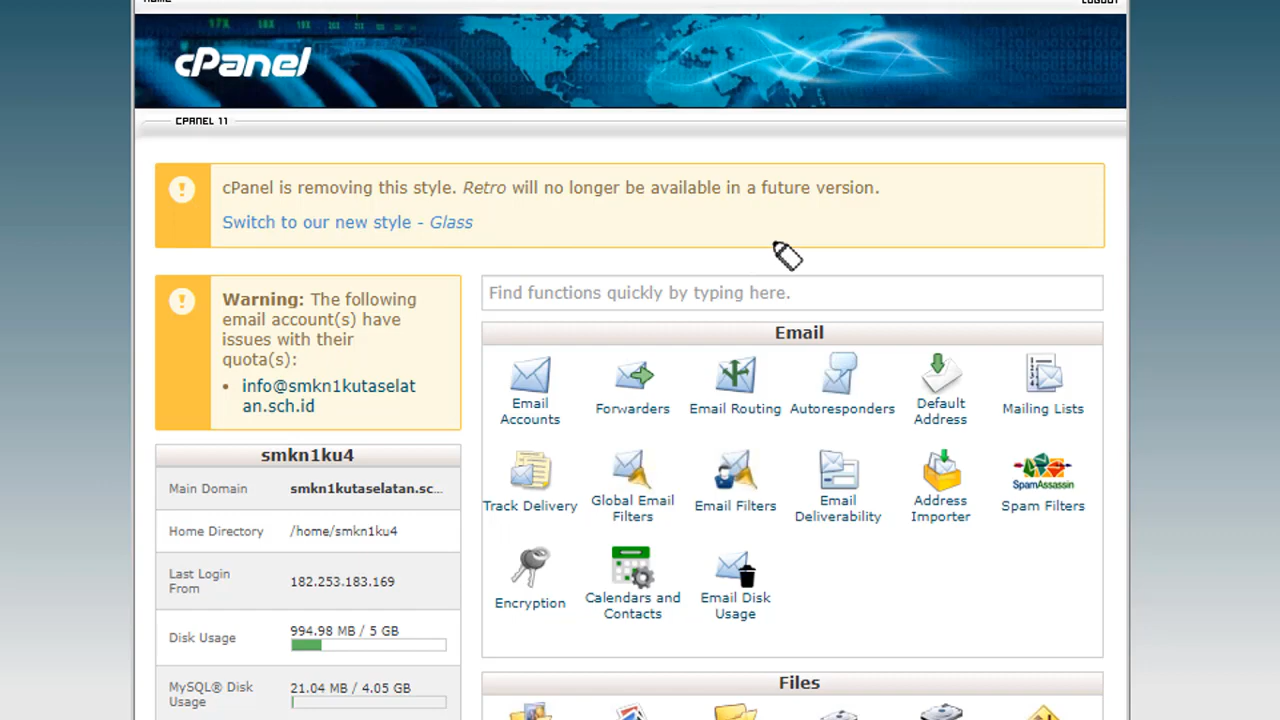 HOME
LOGOUT
cPanel
CPANEL 11
cPanel is removing this style. Retro will no longer be available in a future version.
Switch to our new style - Glass
Warning: The following
email account(s) have
issues with their
quota(s):
• info@smkn1kutaselat
an.sch.id
smkn1ku4
Main Domain
smkn1kutaselatan.sc...
Home Directory
/home/smkn1ku4
Last Login
From
182.253.183.169
Disk Usage
994.98 MB / 5 GB
MySQL® Disk
Usage
21.04 MB / 4.05 GB
Find functions quickly by typing here.
Email
Email
Accounts
Forwarders
Email Routing
Autoresponders
Default
Address
Mailing Lists
Track Delivery
Global Email
Filters
Email Filters
Email
Deliverability
Address
Importer
SpamAssassin
Spam Filters
Encryption
Calendars and
Contacts
Email Disk
Usage
Files